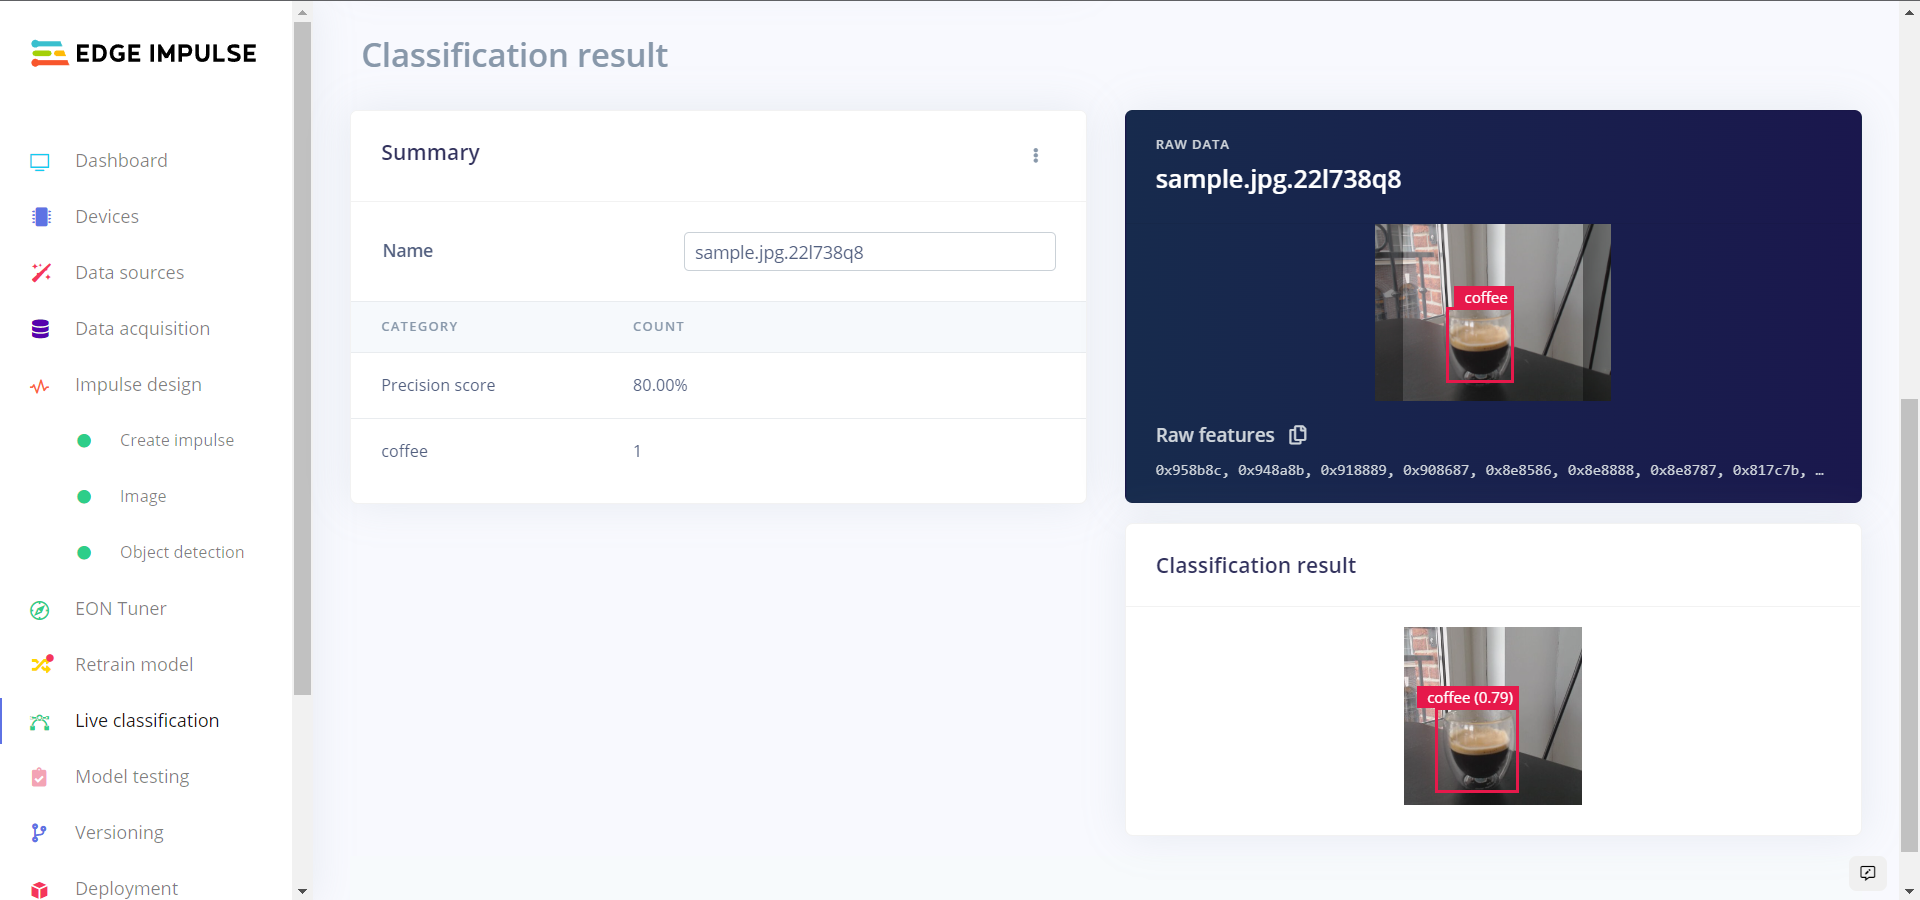 EDGE IMPULSE
Dashboard
Devices
Data sources
Data acquisition
Impulse design
Create impulse
Image
Object detection
EON Tuner
Retrain model
Live classification
Model testing
Versioning
Deployment
Classification result
Summary
Name
sample.jpg.22l738q8
CATEGORY COUNT
Precision score 80.00%
coffee 1
RAW DATA
sample.jpg.22l738q8
coffee
Raw features
0x958b8c, 0x948a8b, 0x918889, 0x908687, 0x8e8586, 0x8e8888, 0x8e8787, 0x817c7b, …
Classification result
coffee (0.79)